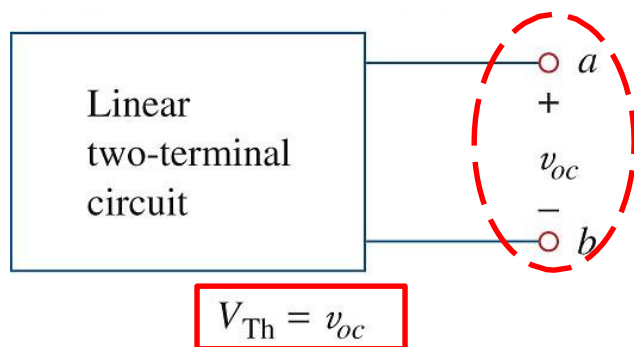 Linear
two-terminal
circuit
a
+
v_oc
−
b
V_Th = v_oc